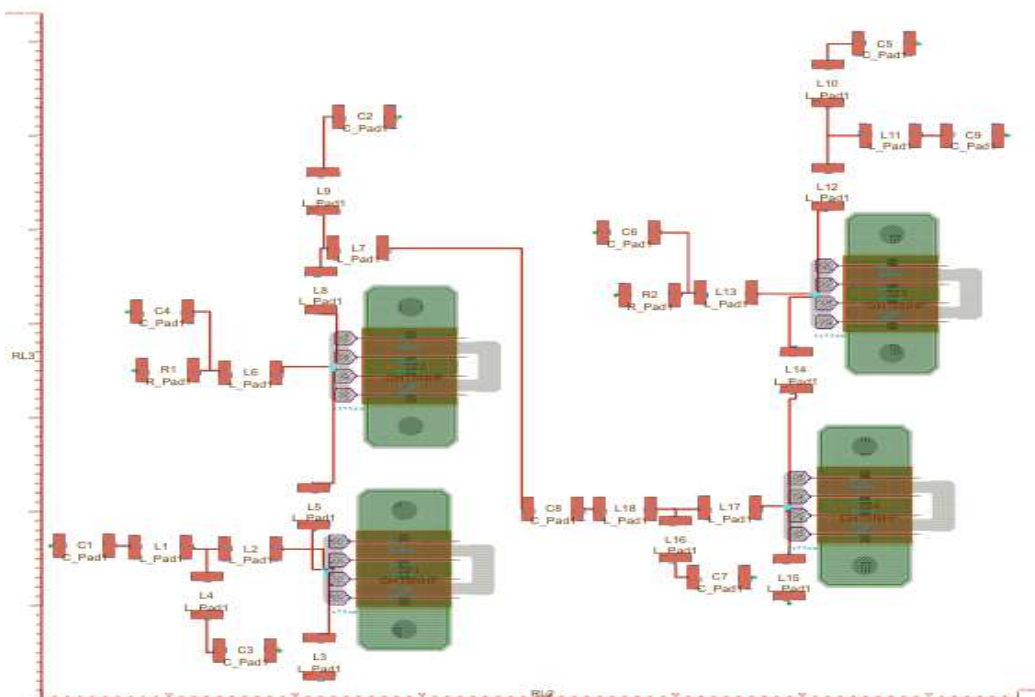 C5
L10
L_Pad1
C_Pad1
C2
C_Pad1
L11
L_Pad1
C9
C_Pad1
L9
L_Pad1
L12
L_Pad1
L7
L_Pad1
C6
C_Pad1
L8
L_Pad1
R2
R_Pad1
L13
L_Pad1
C4
C_Pad1
RL3
R1
R_Pad1
L6
L_Pad1
L14
L_Pad1
L5
L_Pad1
C8
C_Pad1
L18
L_Pad1
L17
L_Pad1
C1
C_Pad1
L1
L_Pad1
L2
L_Pad1
L16
L_Pad1
C7
C_Pad1
L15
L_Pad1
L4
L_Pad1
C3
C_Pad1
L3
L_Pad1
RL2